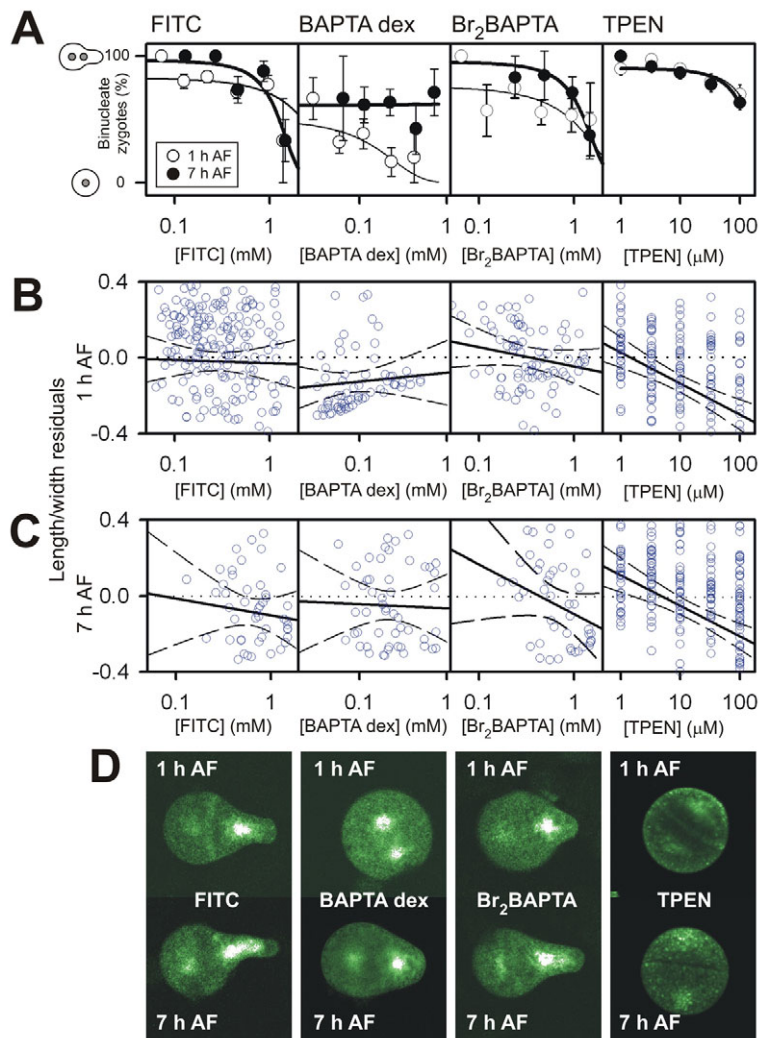 A
FITC BAPTA dex Br₂BAPTA TPEN
Binucleate
zygotes (%)
100
0
1 h AF
7 h AF
0.1 1 0.1 1 0.1 1 1 10 100
[FITC] (mM) [BAPTA dex] (mM) [Br₂BAPTA] (mM) [TPEN] (µM)
B
Length/width residuals
1 h AF
0.4
0.0
-0.4
0.1 1 0.1 1 0.1 1 1 10 100
[FITC] (mM) [BAPTA dex] (mM) [Br₂BAPTA] (mM) [TPEN] (µM)
C
7 h AF
0.4
0.0
-0.4
0.1 1 0.1 1 0.1 1 1 10 100
[FITC] (mM) [BAPTA dex] (mM) [Br₂BAPTA] (mM) [TPEN] (µM)
D
1 h AF 1 h AF 1 h AF 1 h AF
FITC BAPTA dex Br₂BAPTA TPEN
7 h AF 7 h AF 7 h AF 7 h AF